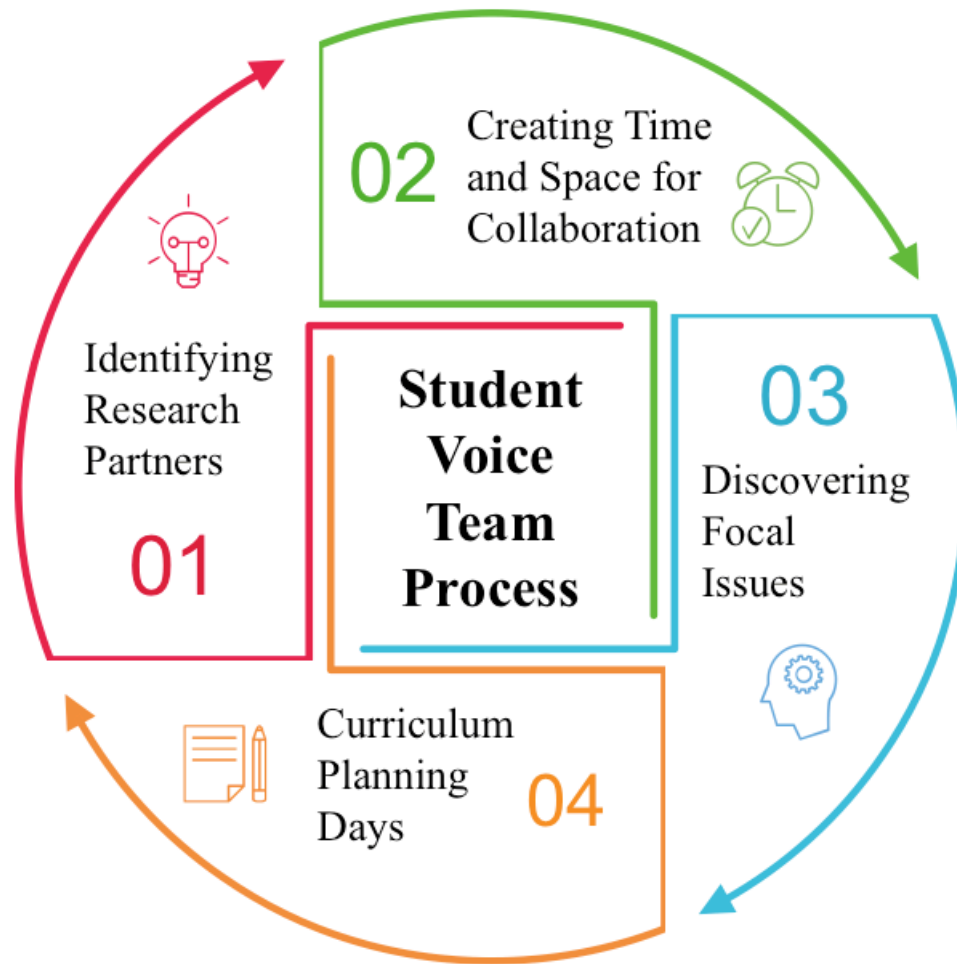 Student
Voice
Team
Process
Identifying
Research
Partners
01
02
Creating Time
and Space for
Collaboration
03
Discovering
Focal
Issues
Curriculum
Planning
Days
04